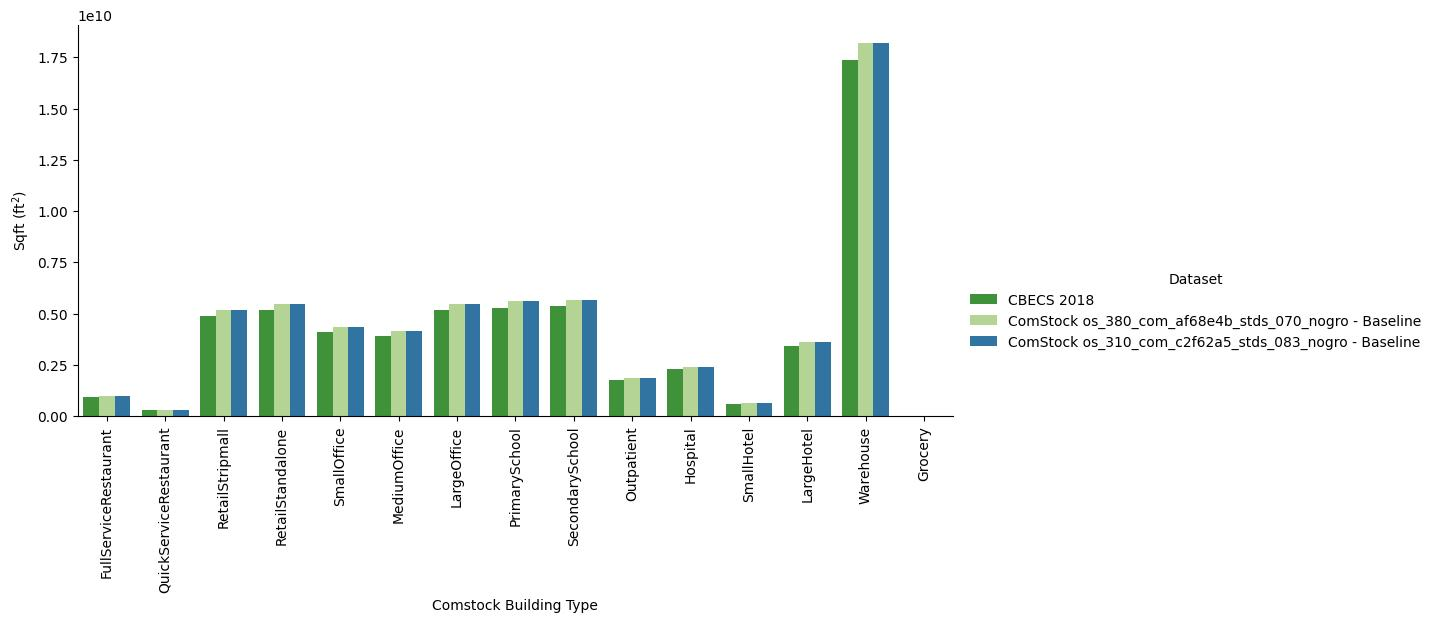 1e10
1.75
1.50
1.25
1.00
0.75
0.50
0.25
0.00
Sqft (ft²)
FullServiceRestaurant
QuickServiceRestaurant
RetailStripmall
RetailStandalone
SmallOffice
MediumOffice
LargeOffice
PrimarySchool
SecondarySchool
Outpatient
Hospital
SmallHotel
LargeHotel
Warehouse
Grocery
Comstock Building Type
Dataset
CBECS 2018
ComStock os_380_com_af68e4b_stds_070_nogro - Baseline
ComStock os_310_com_c2f62a5_stds_083_nogro - Baseline